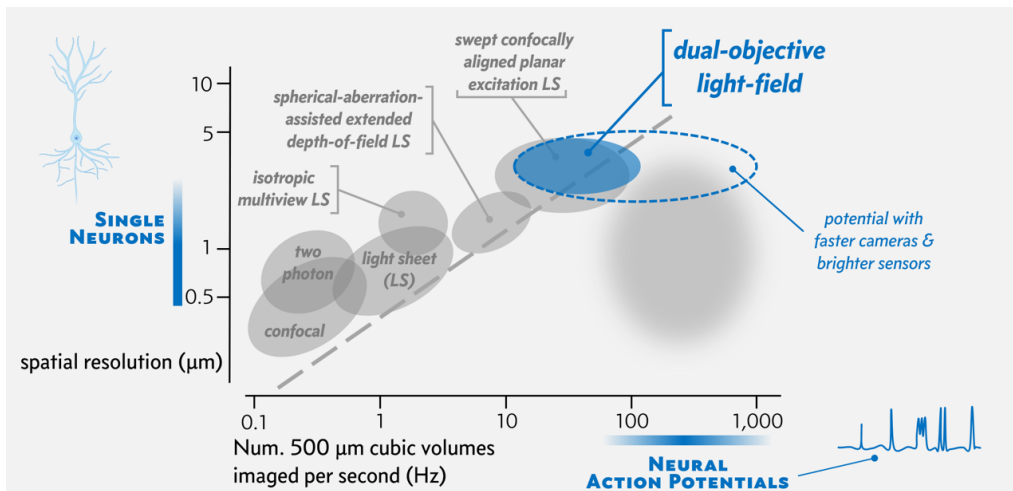 swept confocally
aligned planar
excitation LS
dual-objective
light-field
spherical-aberration-
assisted extended
depth-of-field LS
isotropic
multiview LS
two
photon
light sheet
(LS)
confocal
potential with
faster cameras &
brighter sensors
SINGLE
NEURONS
10
5
1
0.5
spatial resolution (μm)
0.1
1
10
100
1,000
Num. 500 μm cubic volumes
imaged per second (Hz)
NEURAL
ACTION POTENTIALS